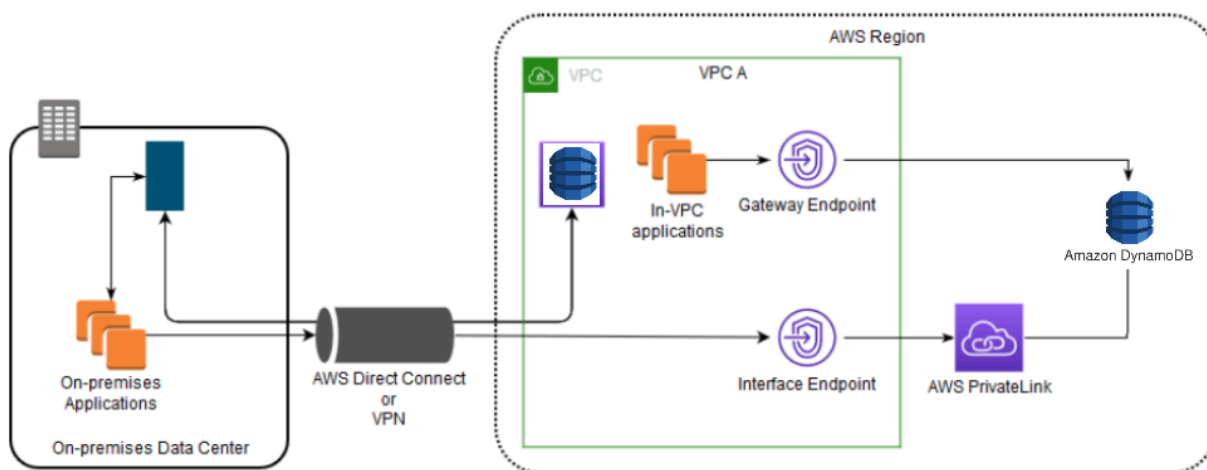 AWS Region
VPC
VPC A
In-VPC
applications
Gateway Endpoint
Amazon DynamoDB
On-premises
Applications
On-premises Data Center
AWS Direct Connect
or
VPN
Interface Endpoint
AWS PrivateLink